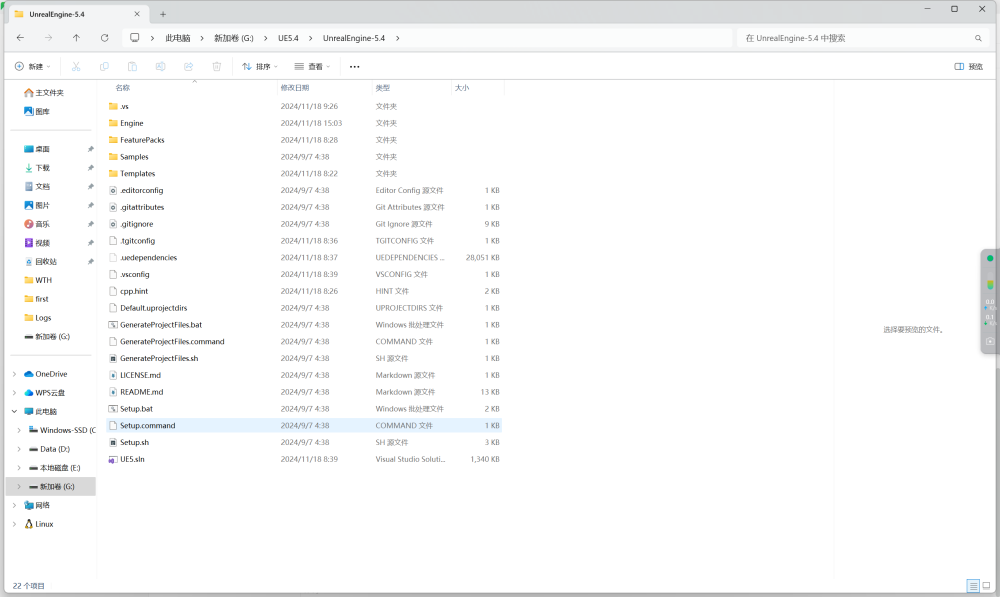 UnrealEngine-5.4
此电脑 新加卷 (G:) UE5.4 UnrealEngine-5.4
在 UnrealEngine-5.4 中搜索
新建 排序 查看 预览
名称 修改日期 类型 大小
.vs 2024/11/18 9:26 文件夹
Engine 2024/11/18 15:03 文件夹
FeaturePacks 2024/11/18 8:28 文件夹
Samples 2024/9/7 4:38 文件夹
Templates 2024/11/18 8:22 文件夹
.editorconfig 2024/9/7 4:38 Editor Config 源文件 1 KB
.gitattributes 2024/9/7 4:38 Git Attributes 源文件 1 KB
.gitignore 2024/9/7 4:38 Git Ignore 源文件 9 KB
.tgitconfig 2024/11/18 8:36 TGITCONFIG 文件 1 KB
.uedependencies 2024/11/18 8:37 UEDEPENDENCIES ... 28,051 KB
.vsconfig 2024/11/18 8:39 VSCONFIG 文件 1 KB
cpp.hint 2024/11/18 8:26 HINT 文件 2 KB
Default.uprojectdirs 2024/9/7 4:38 UPROJECTDIRS 文件 1 KB
GenerateProjectFiles.bat 2024/9/7 4:38 Windows 批处理文件 1 KB
GenerateProjectFiles.command 2024/9/7 4:38 COMMAND 文件 1 KB
GenerateProjectFiles.sh 2024/9/7 4:38 SH 源文件 1 KB
LICENSE.md 2024/9/7 4:38 Markdown 源文件 1 KB
README.md 2024/9/7 4:38 Markdown 源文件 13 KB
Setup.bat 2024/9/7 4:38 Windows 批处理文件 2 KB
Setup.command 2024/9/7 4:38 COMMAND 文件 1 KB
Setup.sh 2024/9/7 4:38 SH 源文件 3 KB
UE5.sln 2024/11/18 8:39 Visual Studio Soluti... 1,340 KB
主文件夹
图库
桌面
下载
文档
图片
音乐
视频
回收站
WTH
first
Logs
新加卷 (G:)
OneDrive
WPS云盘
此电脑
Windows-SSD (C
Data (D:)
本地磁盘 (E:)
新加卷 (G:)
网络
Linux
选择要预览的文件。
0.0
0.1
22 个项目